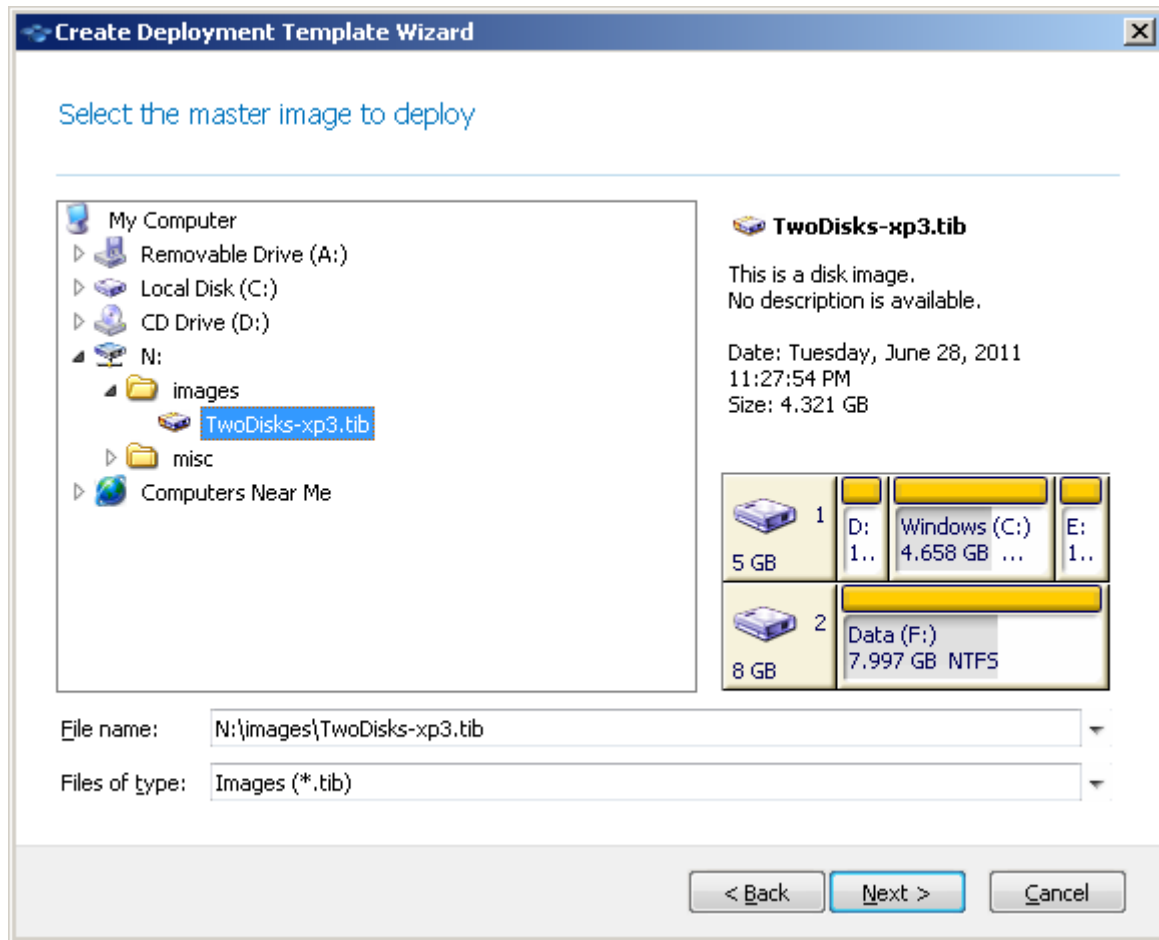 Create Deployment Template Wizard
Select the master image to deploy
My Computer
Removable Drive (A:)
Local Disk (C:)
CD Drive (D:)
N:
images
TwoDisks-xp3.tib
misc
Computers Near Me
TwoDisks-xp3.tib
This is a disk image.
No description is available.
Date: Tuesday, June 28, 2011
11:27:54 PM
Size: 4.321 GB
1
5 GB
D:
1..
Windows (C:)
4.658 GB ...
E:
1..
2
8 GB
Data (F:)
7.997 GB NTFS
File name: N:\images\TwoDisks-xp3.tib
Files of type: Images (*.tib)
< Back Next > Cancel